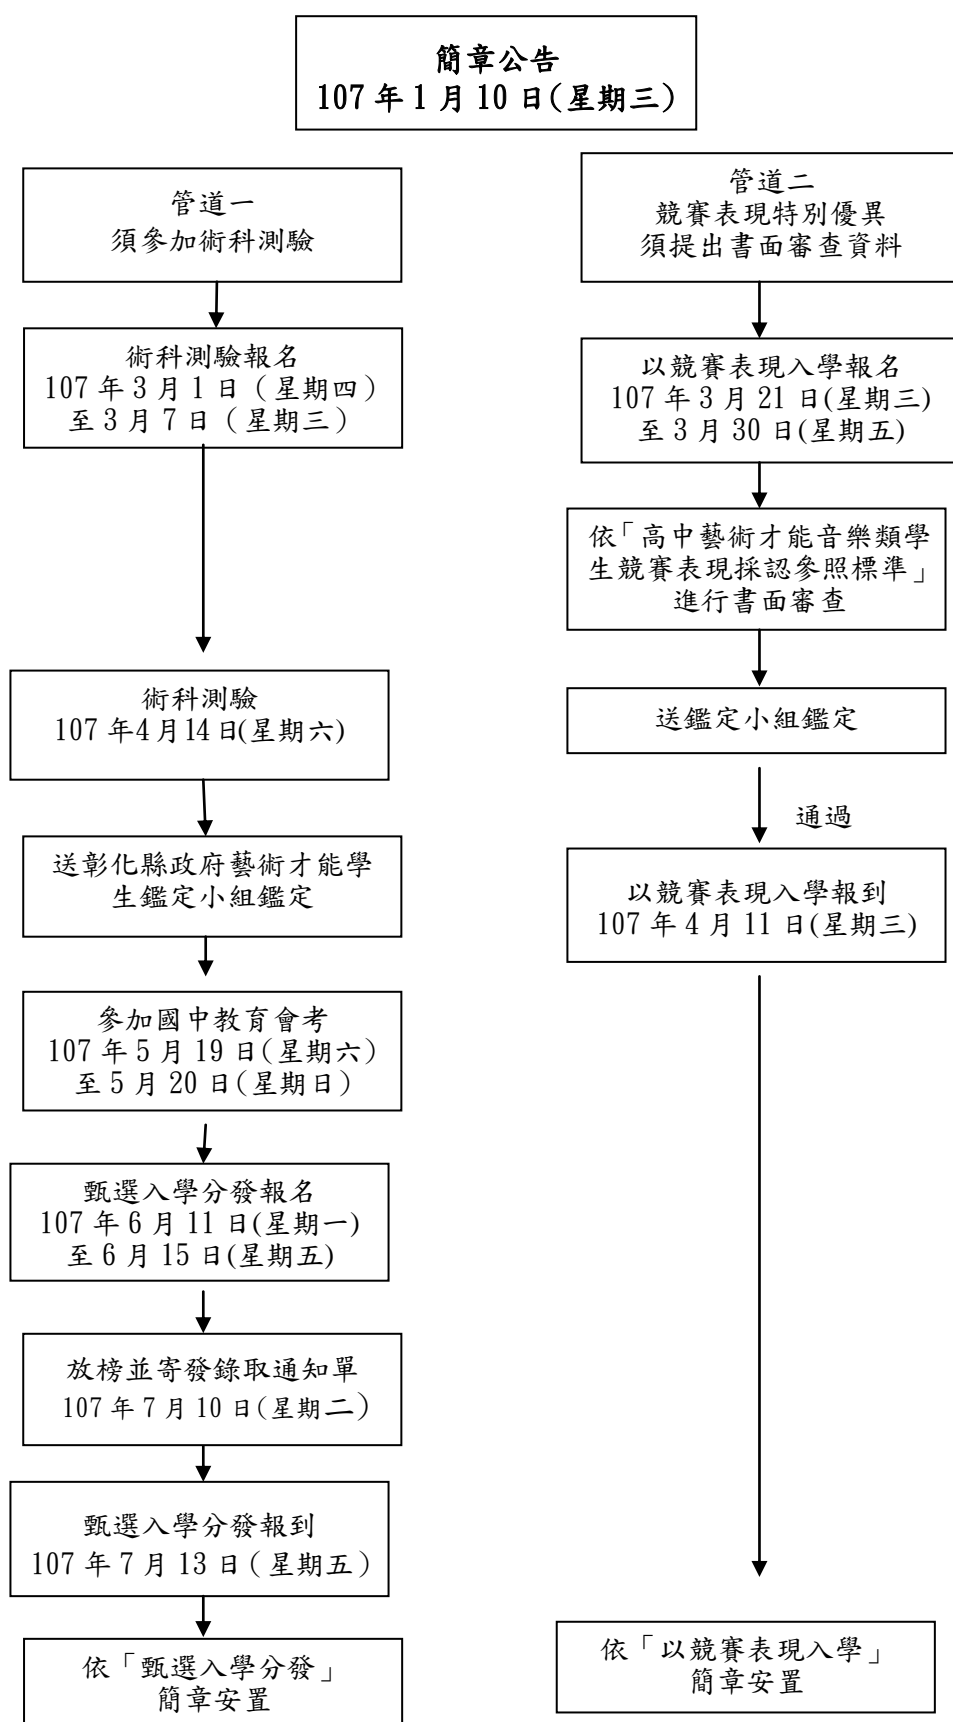 簡章公告
107 年 1 月 10 日(星期三)
管道一
須參加術科測驗
術科測驗報名
107 年 3 月 1 日（星期四）
至 3 月 7 日（星期三）
術科測驗
107 年4 月14 日(星期六)
送彰化縣政府藝術才能學
生鑑定小組鑑定
參加國中教育會考
107 年 5 月 19 日(星期六)
至 5 月 20 日(星期日)
甄選入學分發報名
107 年 6 月 11 日(星期一)
至 6 月 15 日(星期五)
放榜並寄發錄取通知單
107 年 7 月 10 日(星期二)
甄選入學分發報到
107 年 7 月 13 日（星期五）
依「甄選入學分發」
簡章安置
管道二
競賽表現特別優異
須提出書面審查資料
以競賽表現入學報名
107 年 3 月 21 日(星期三)
至 3 月 30 日(星期五)
依「高中藝術才能音樂類學
生競賽表現採認參照標準」
進行書面審查
送鑑定小組鑑定
通過
以競賽表現入學報到
107 年 4 月 11 日(星期三)
依「以競賽表現入學」
簡章安置